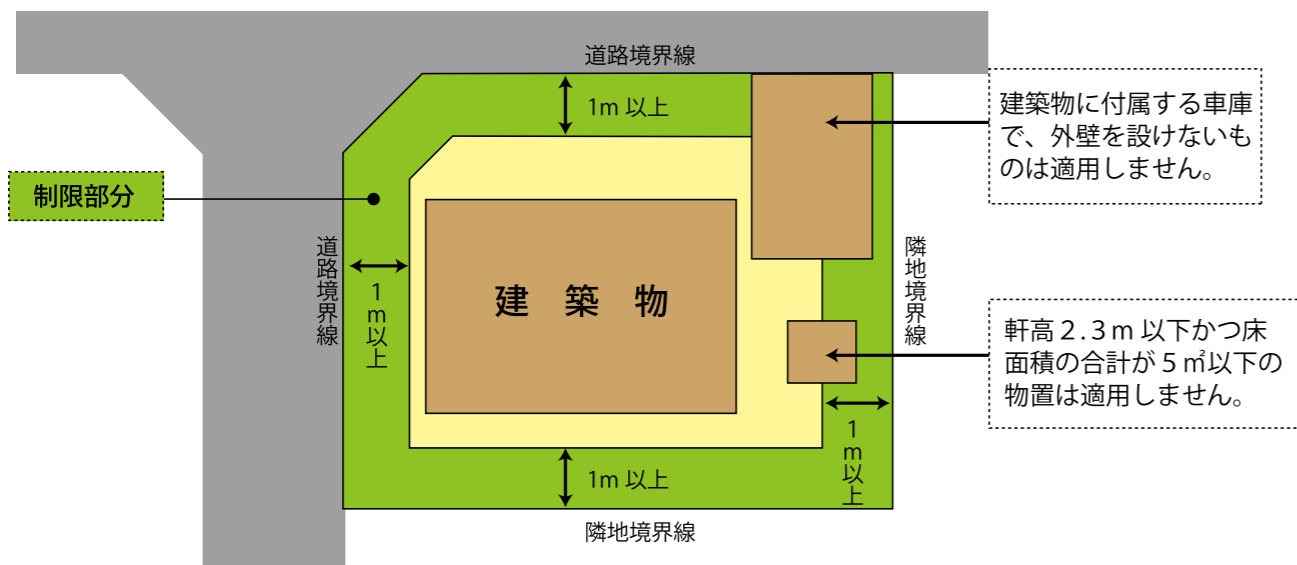 道路境界線
1m 以上
建築物に付属する車庫
で、外壁を設けないも
のは適用しません。
制限部分
道路境界線
1m以上
建 築 物
隣地境界線
軒高２.３ｍ 以下かつ床
面積の合計が５㎡以下の
物置は適用しません。
1m以上
1m 以上
隣地境界線